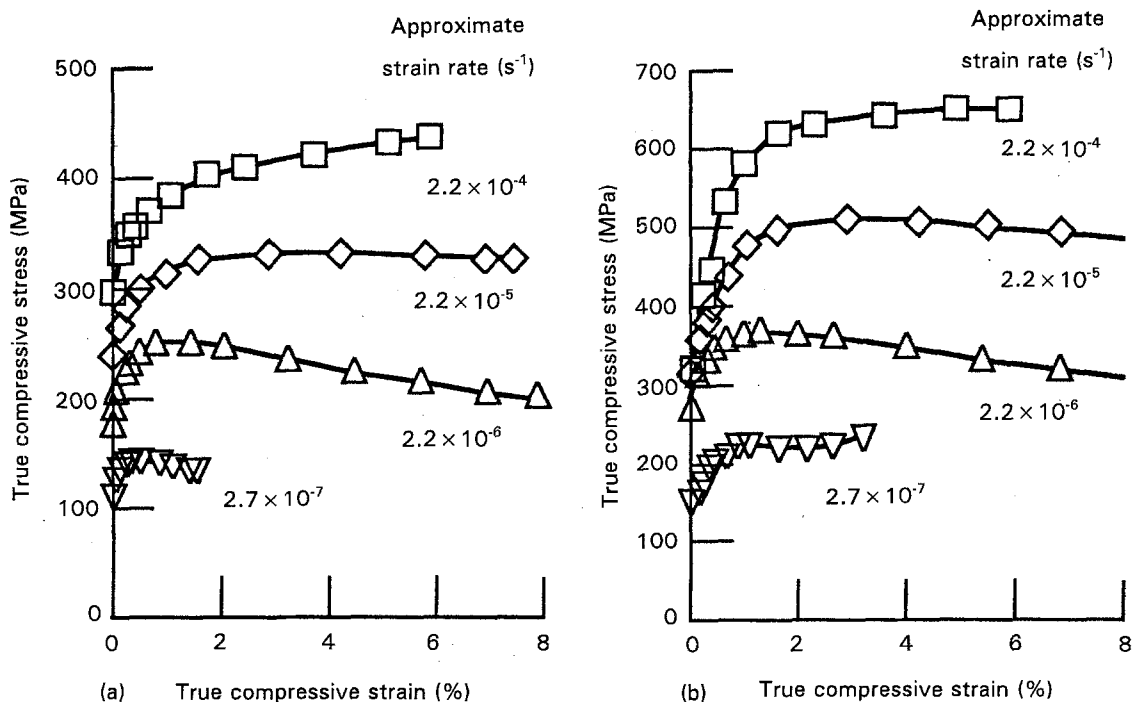 Approximate
strain rate (s⁻¹)
500
400
300
200
100
0
True compressive stress (MPa)
2.2 × 10⁻⁴
2.2 × 10⁻⁵
2.2 × 10⁻⁶
2.7 × 10⁻⁷
0 2 4 6 8
(a) True compressive strain (%)
Approximate
strain rate (s⁻¹)
700
600
500
400
300
200
100
0
True compressive stress (MPa)
2.2 × 10⁻⁴
2.2 × 10⁻⁵
2.2 × 10⁻⁶
2.7 × 10⁻⁷
0 2 4 6 8
(b) True compressive strain (%)